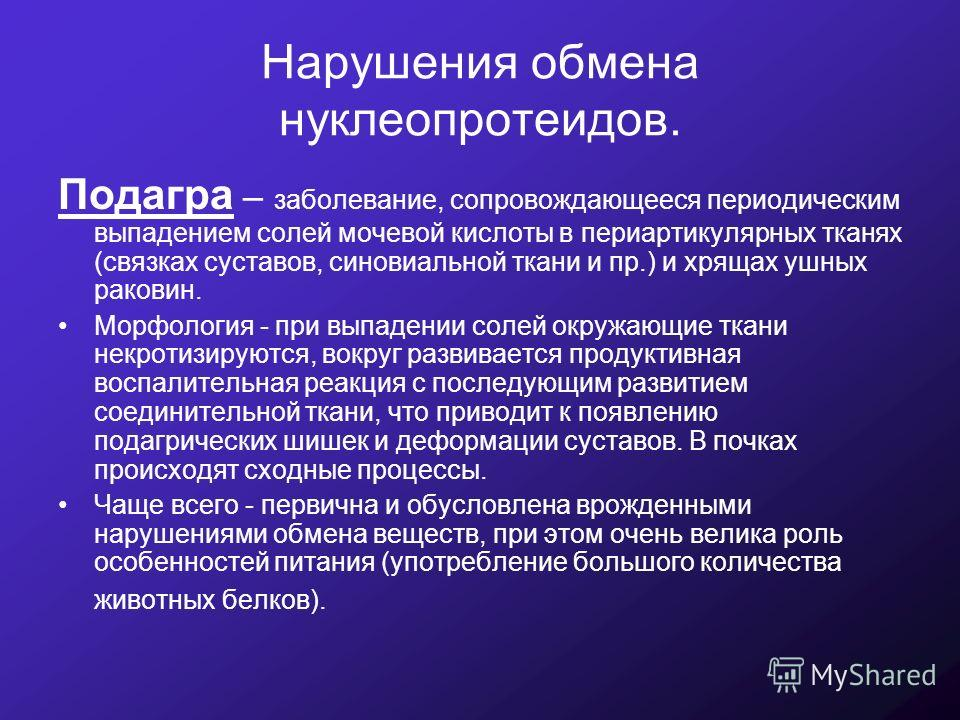 Нарушения обмена
нуклеопротеидов.
Подагра – заболевание, сопровождающееся периодическим
выпадением солей мочевой кислоты в периартикулярных тканях
(связках суставов, синовиальной ткани и пр.) и хрящах ушных
раковин.
• Морфология - при выпадении солей окружающие ткани
некротизируются, вокруг развивается продуктивная
воспалительная реакция с последующим развитием
соединительной ткани, что приводит к появлению
подагрических шишек и деформации суставов. В почках
происходят сходные процессы.
• Чаще всего - первична и обусловлена врожденными
нарушениями обмена веществ, при этом очень велика роль
особенностей питания (употребление большого количества
животных белков).
MyShared